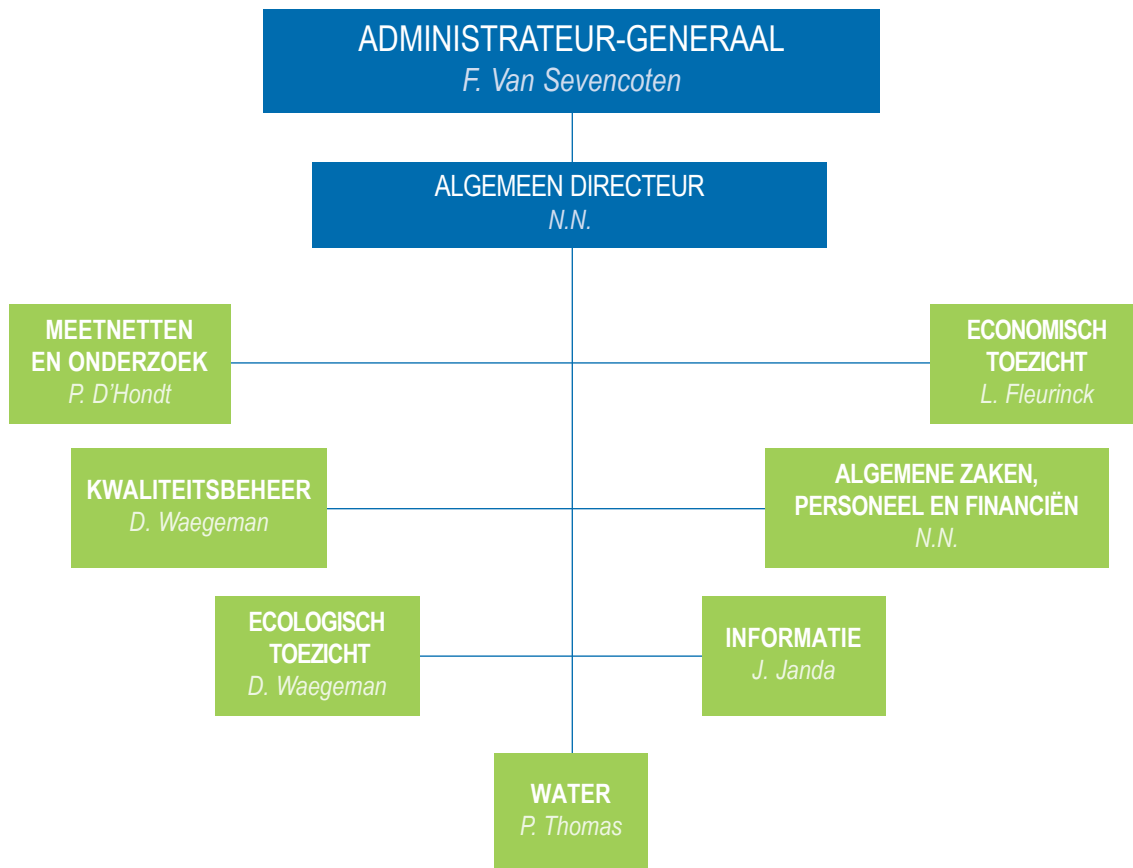 ADMINISTRATEUR-GENERAAL
F. Van Sevencoten
ALGEMEEN DIRECTEUR
N.N.
MEETNETTEN
EN ONDERZOEK
P. D'Hondt
ECONOMISCH
TOEZICHT
L. Fleurinck
KWALITEITSBEHEER
D. Waegeman
ALGEMENE ZAKEN,
PERSONEEL EN FINANCIËN
N.N.
ECOLOGISCH
TOEZICHT
D. Waegeman
INFORMATIE
J. Janda
WATER
P. Thomas